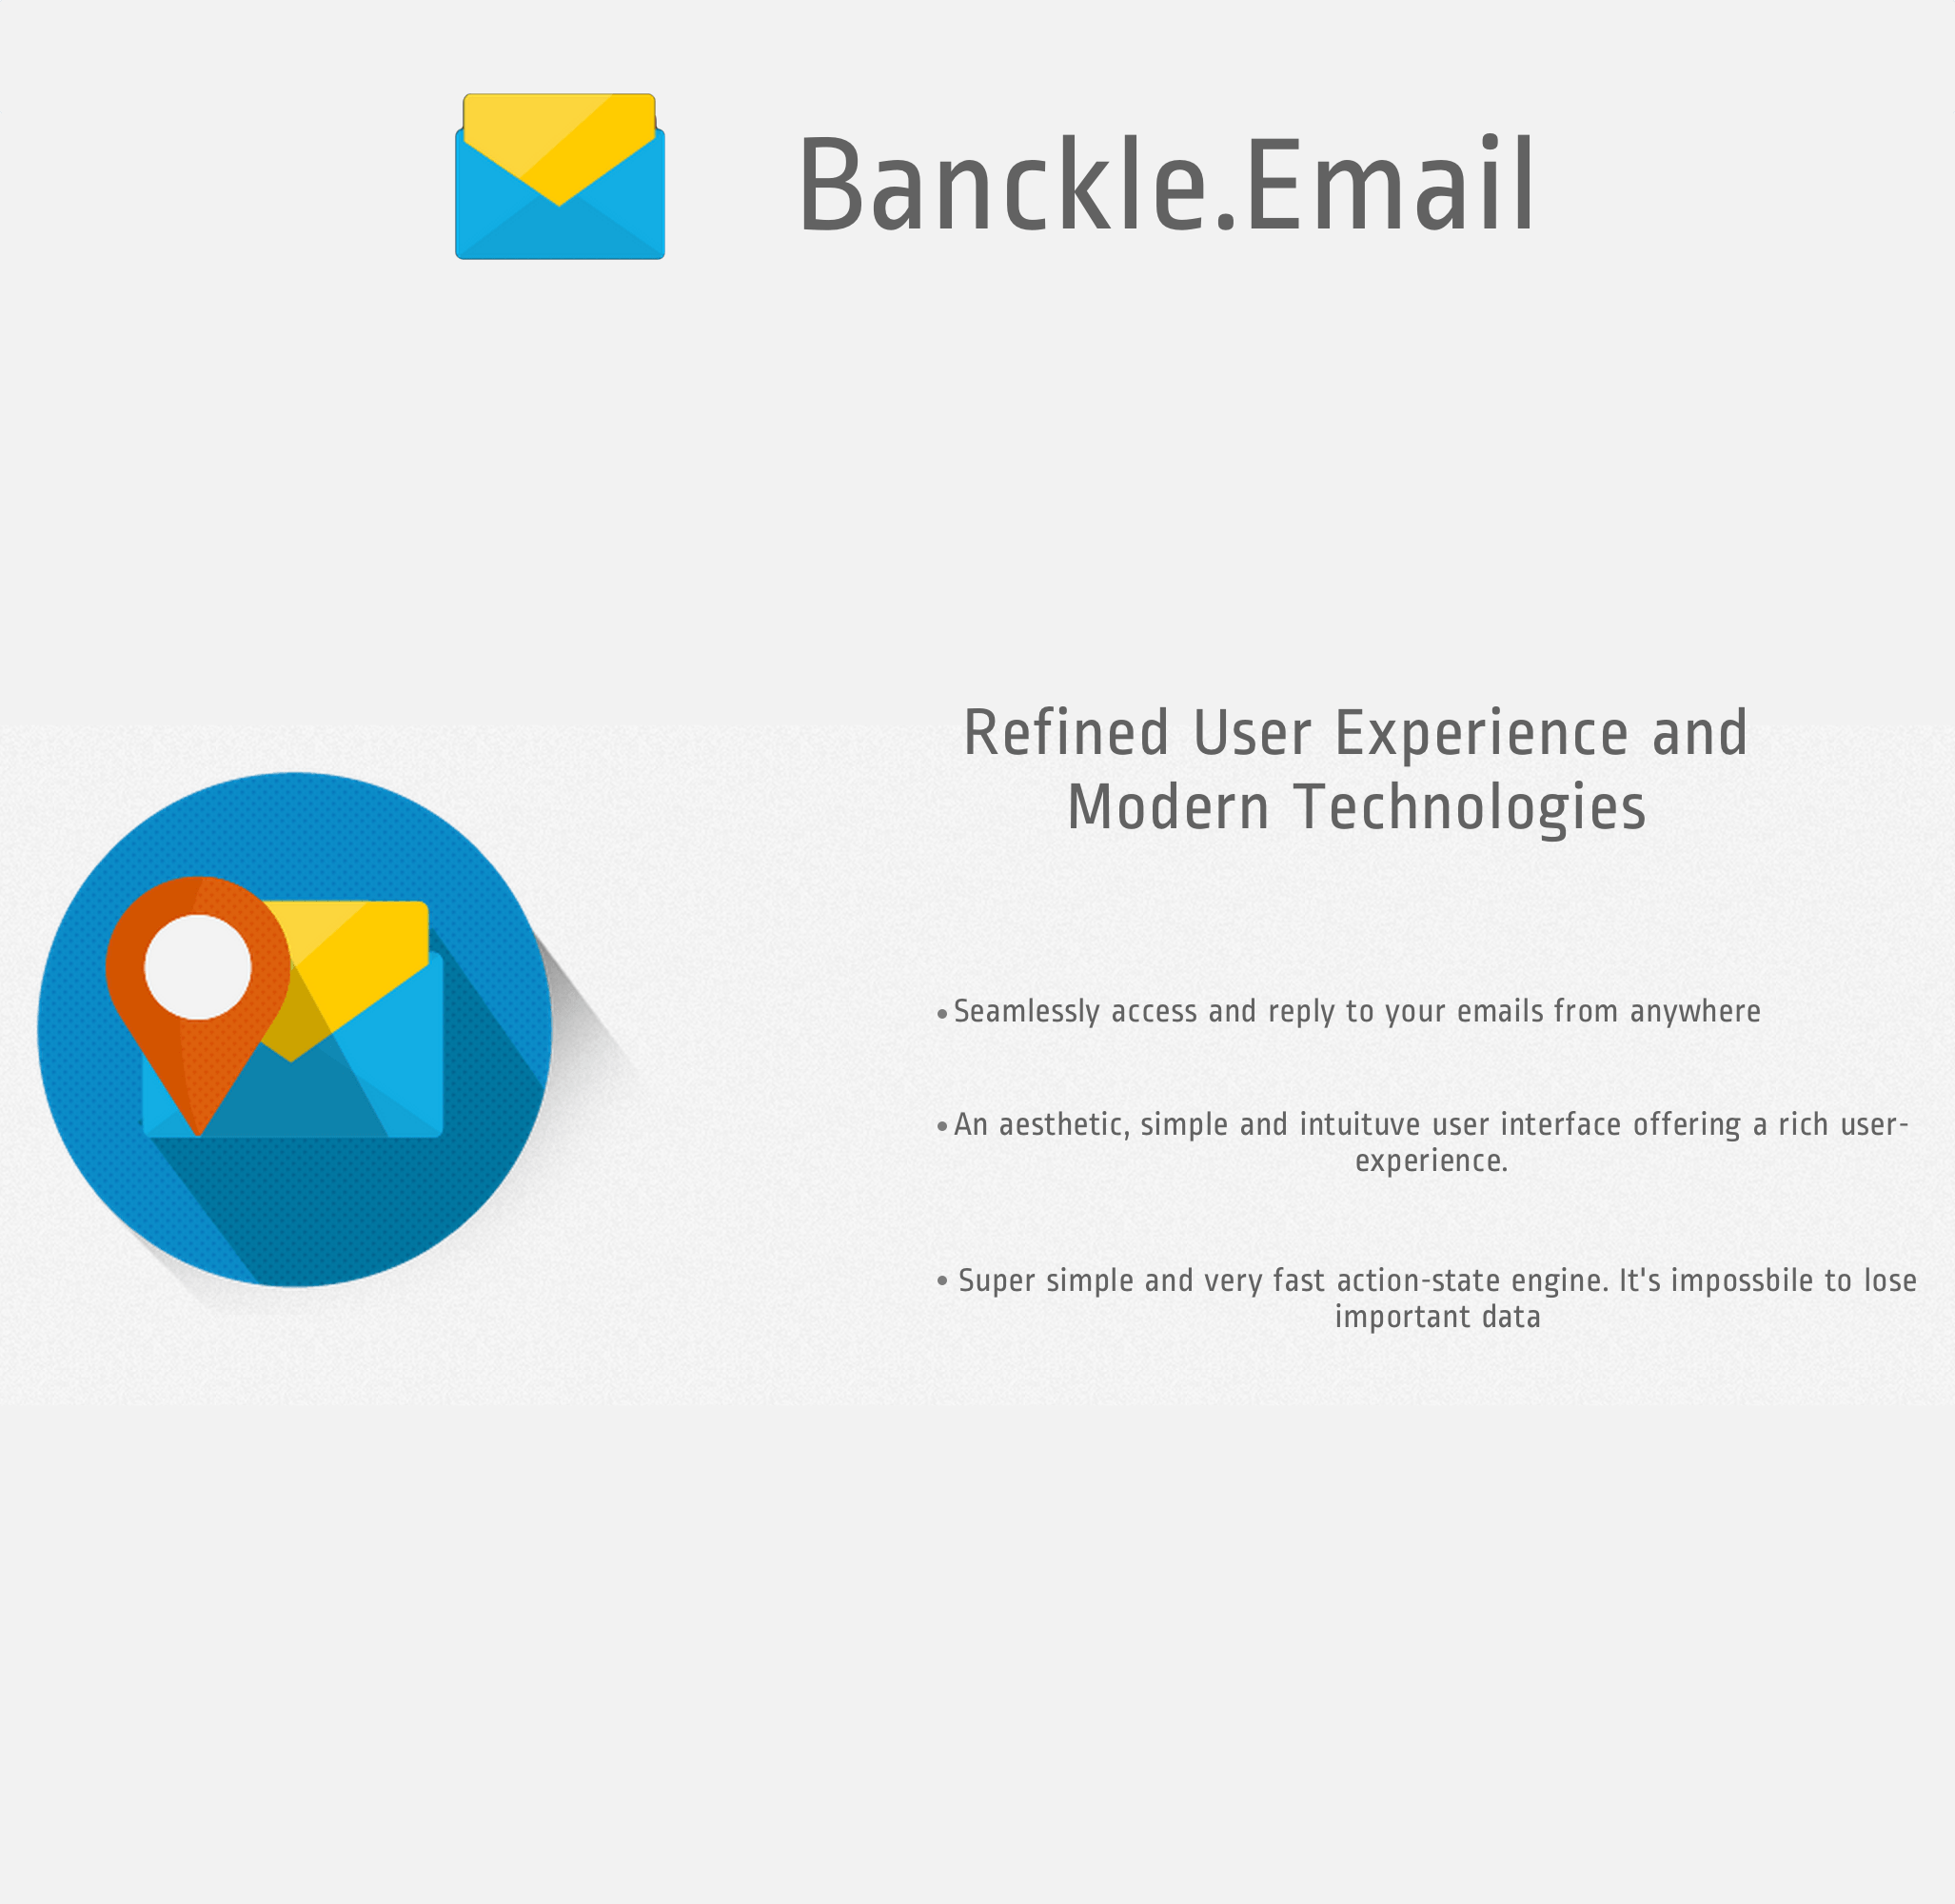 Banckle.Email
Refined User Experience and
Modern Technologies
• Seamlessly access and reply to your emails from anywhere
• An aesthetic, simple and intuituve user interface offering a rich user-
experience.
• Super simple and very fast action-state engine. It's impossbile to lose
important data